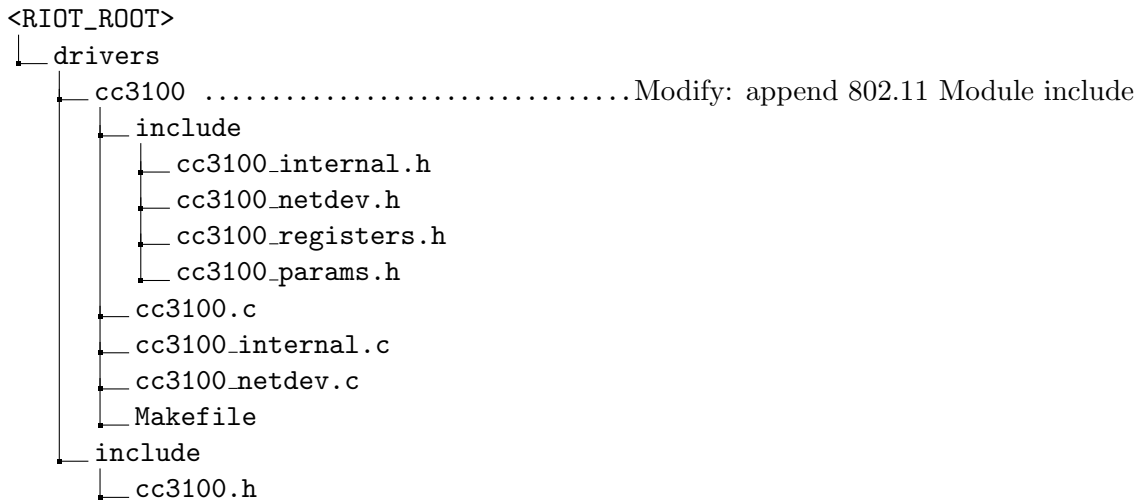 <RIOT_ROOT>
drivers
cc3100 ................................ Modify: append 802.11 Module include
include
cc3100_internal.h
cc3100_netdev.h
cc3100_registers.h
cc3100_params.h
cc3100.c
cc3100_internal.c
cc3100_netdev.c
Makefile
include
cc3100.h